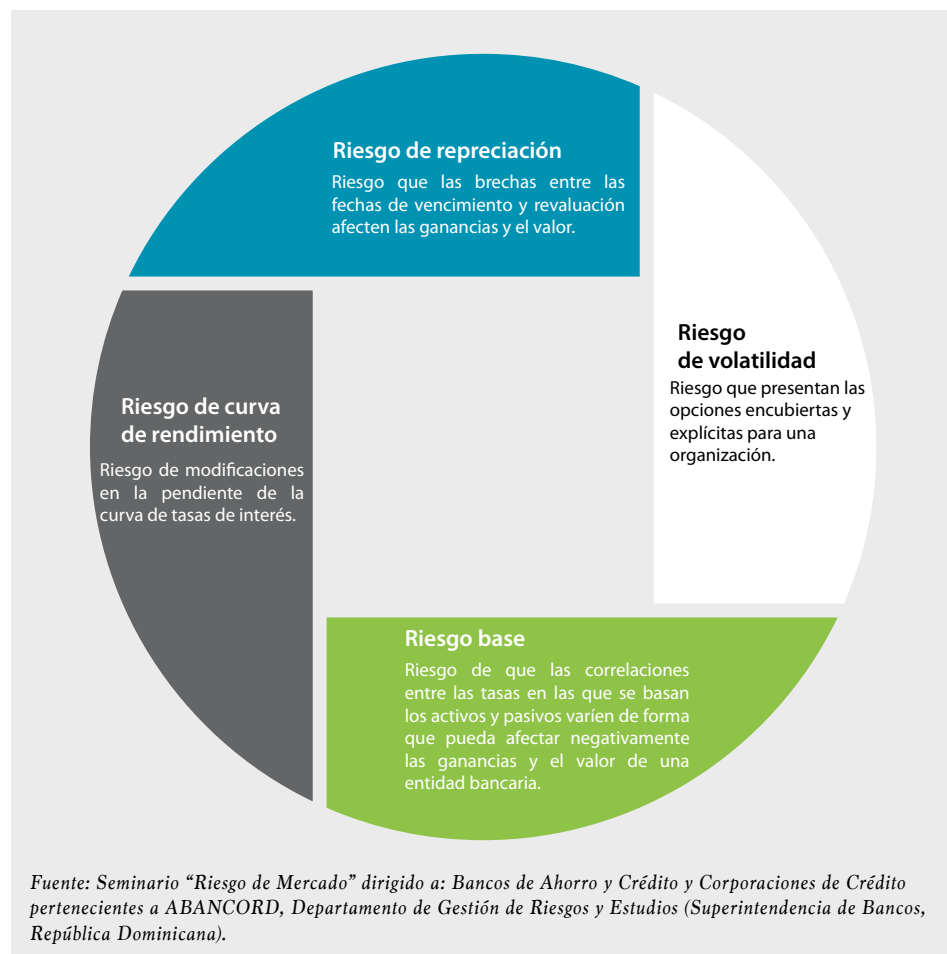 Riesgo de repreciación
Riesgo que las brechas entre las
fechas de vencimiento y revaluación
afecten las ganancias y el valor.
Riesgo
de volatilidad
Riesgo que presentan las
opciones encubiertas y
explícitas para una
organización.
Riesgo de curva
de rendimiento
Riesgo de modificaciones
en la pendiente de la
curva de tasas de interés.
Riesgo base
Riesgo de que las correlaciones
entre las tasas en las que se basan
los activos y pasivos varíen de forma
que pueda afectar negativamente
las ganancias y el valor de una
entidad bancaria.
Fuente: Seminario “Riesgo de Mercado” dirigido a: Bancos de Ahorro y Crédito y Corporaciones de Crédito
pertenecientes a ABANCORD, Departamento de Gestión de Riesgos y Estudios (Superintendencia de Bancos,
República Dominicana).